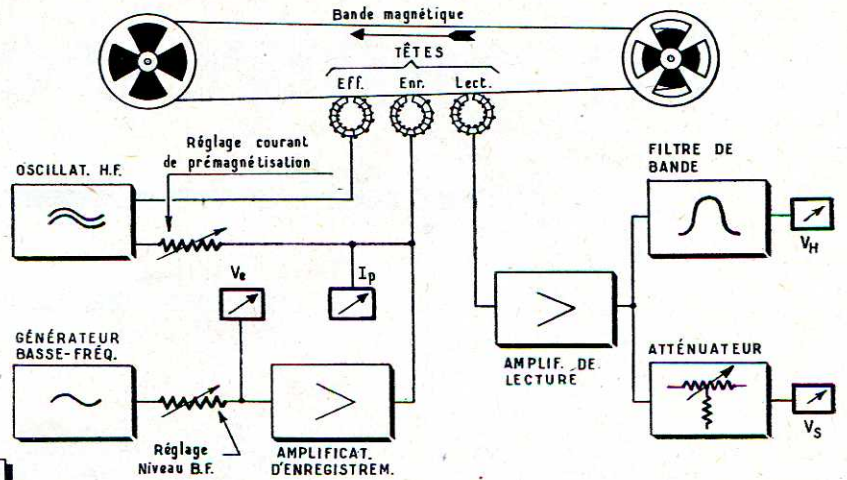 Bande magnétique
TÊTES
Eff. Enr. Lect.
Réglage courant
de prémagnétisation
OSCILLAT. H.F.
FILTRE DE
BANDE
VH
Ve
Ip
GÉNÉRATEUR
BASSE-FRÉQ.
AMPLIF. DE
LECTURE
ATTÉNUATEUR
VS
Réglage
Niveau B.F.
AMPLIFICAT.
D'ENREGISTREM.